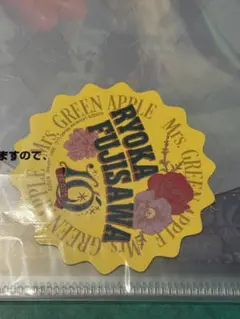 Mrs. GREEN APPLE
Mrs. GREEN APPLE
Mrs. GREEN APPLE
RYOKA
FUJISAWA
10
ますので、